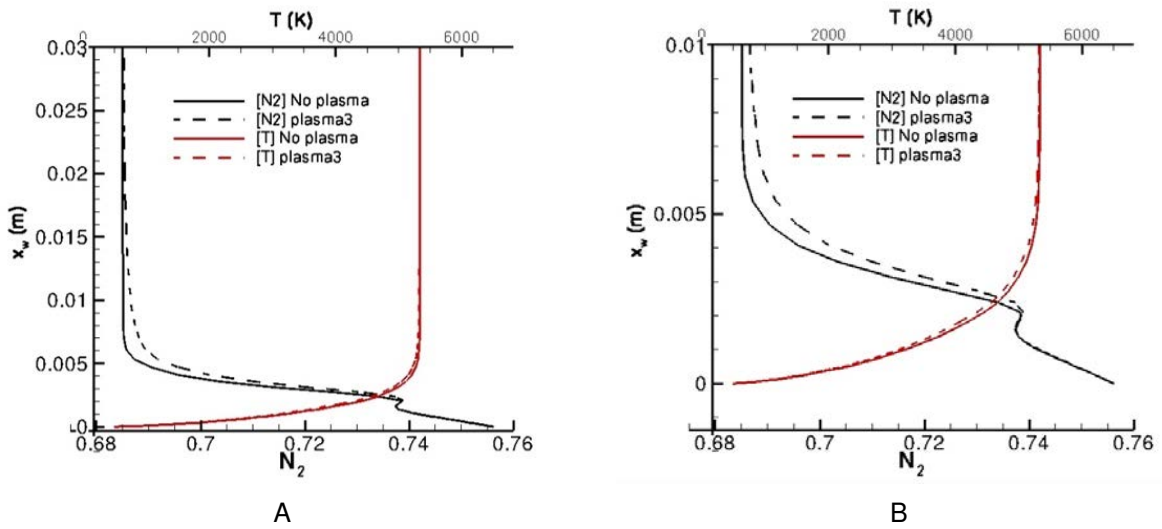 T (K)
0 2000 4000 6000
0.03
0.025
0.02
0.015
0.01
0.005
0
x_w (m)
[N2] No plasma
[N2] plasma3
[T] No plasma
[T] plasma3
0.68 0.7 0.72 0.74 0.76
N₂
A
T (K)
0 2000 4000 6000
0.01
0.005
0
x_w (m)
[N2] No plasma
[N2] plasma3
[T] No plasma
[T] plasma3
0.68 0.7 0.72 0.74 0.76
N₂
B